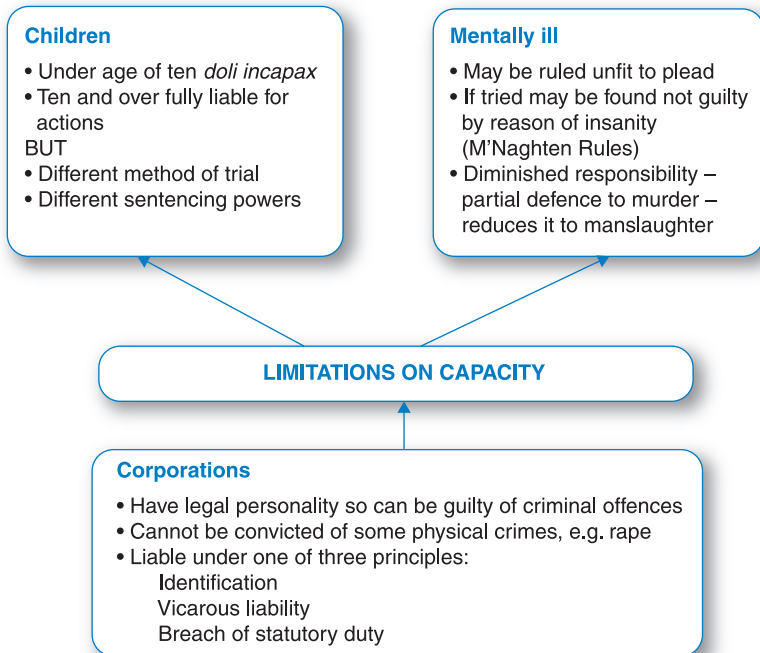 Children
• Under age of ten doli incapax
• Ten and over fully liable for
actions
BUT
• Different method of trial
• Different sentencing powers
Mentally ill
• May be ruled unfit to plead
• If tried may be found not guilty
by reason of insanity
(M'Naghten Rules)
• Diminished responsibility –
partial defence to murder –
reduces it to manslaughter
LIMITATIONS ON CAPACITY
Corporations
• Have legal personality so can be guilty of criminal offences
• Cannot be convicted of some physical crimes, e.g. rape
• Liable under one of three principles:
Identification
Vicarous liability
Breach of statutory duty